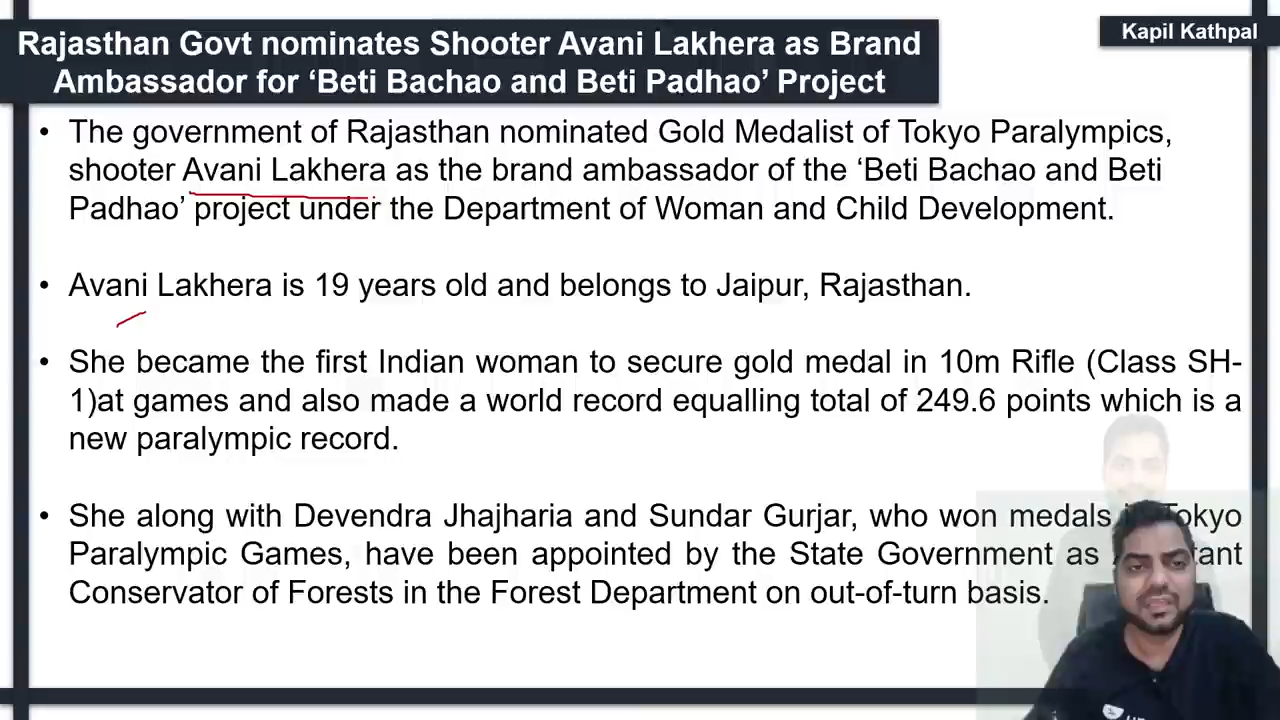 Rajasthan Govt nominates Shooter Avani Lakhera as Brand
Ambassador for ‘Beti Bachao and Beti Padhao’ Project
Kapil Kathpal
• The government of Rajasthan nominated Gold Medalist of Tokyo Paralympics,
shooter Avani Lakhera as the brand ambassador of the ‘Beti Bachao and Beti
Padhao’ project under the Department of Woman and Child Development.
• Avani Lakhera is 19 years old and belongs to Jaipur, Rajasthan.
• She became the first Indian woman to secure gold medal in 10m Rifle (Class SH-
1)at games and also made a world record equalling total of 249.6 points which is a
new paralympic record.
• She along with Devendra Jhajharia and Sundar Gurjar, who won medals Tokyo
Paralympic Games, have been appointed by the State Government as
Conservator of Forests in the Forest Department on out-of-turn basis.